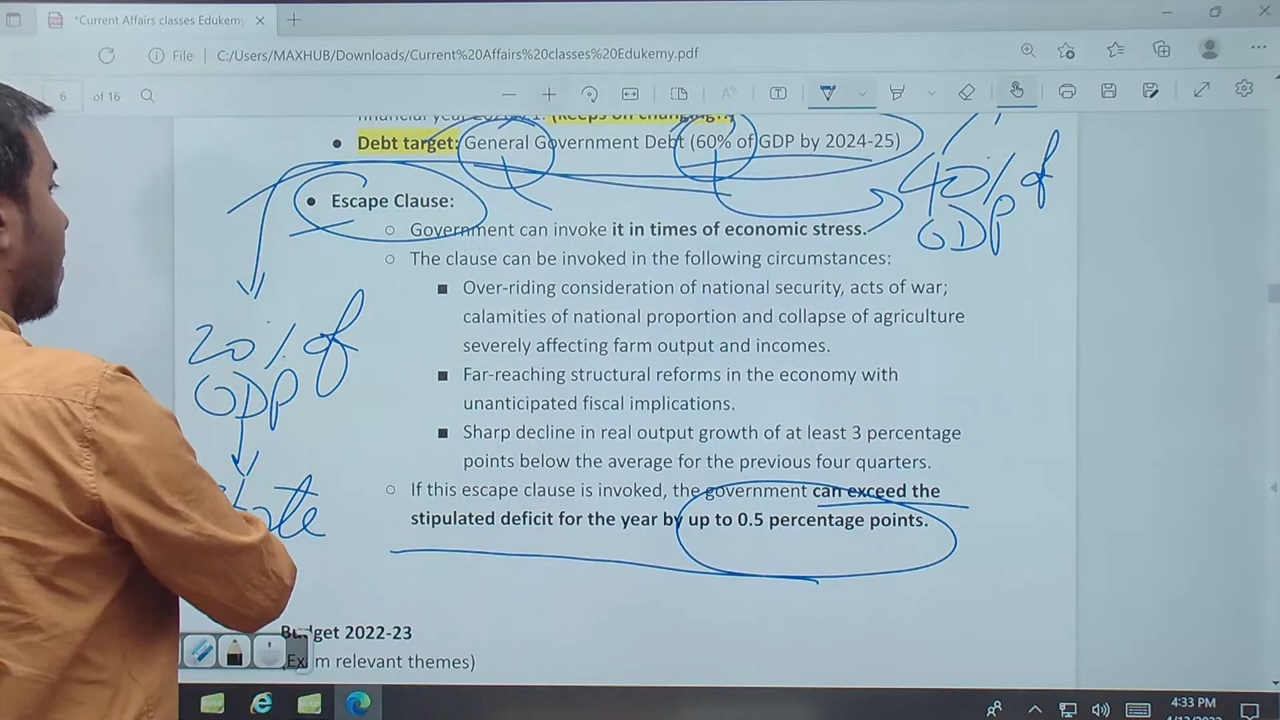 *Current Affairs classes Edukemy
File C:/Users/MAXHUB/Downloads/Current%20Affairs%20classes%20Edukemy.pdf
6 of 16
Debt target: General Government Debt (60% of GDP by 2024-25)
40% of
GDP
Escape Clause:
Government can invoke it in times of economic stress.
The clause can be invoked in the following circumstances:
Over-riding consideration of national security, acts of war;
calamities of national proportion and collapse of agriculture
severely affecting farm output and incomes.
Far-reaching structural reforms in the economy with
unanticipated fiscal implications.
Sharp decline in real output growth of at least 3 percentage
points below the average for the previous four quarters.
20% of
GDP
If this escape clause is invoked, the government can exceed the
stipulated deficit for the year by up to 0.5 percentage points.
Budget 2022-23
m relevant themes)
4:33 PM